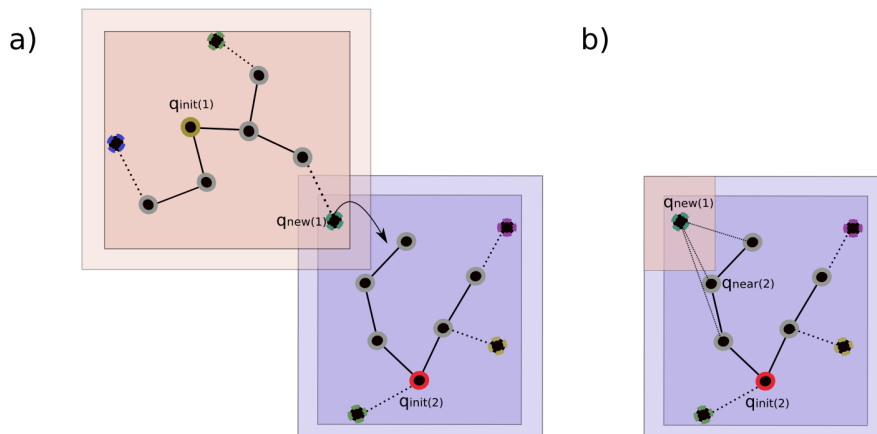 a)
b)
qinit(1)
qnew(1)
qinit(2)
qnew(1)
qnear(2)
qinit(2)